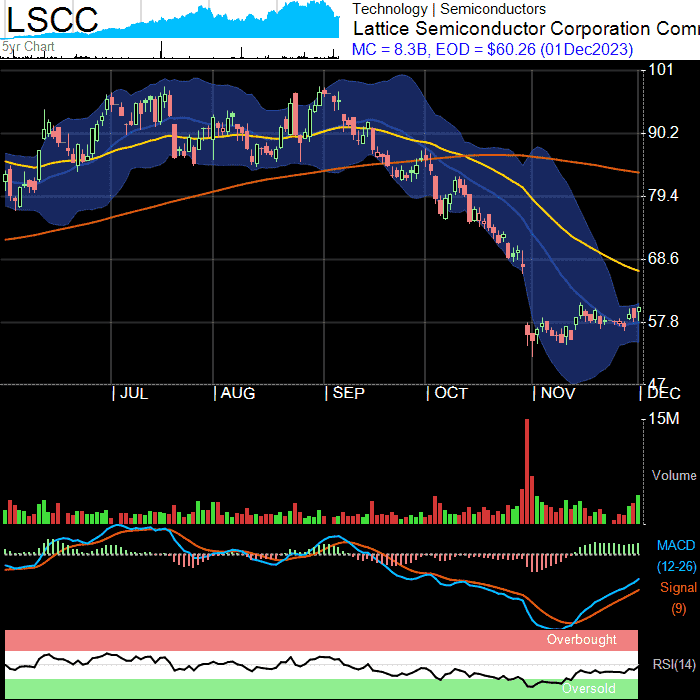 LSCC
5yr Chart
Technology | Semiconductors
Lattice Semiconductor Corporation Com
MC = 8.3B, EOD = $60.26 (01Dec2023)
101
90.2
79.4
68.6
57.8
47
JUL AUG SEP OCT NOV DEC
15M
Volume
MACD
(12-26)
Signal
(9)
Overbought
RSI(14)
Oversold